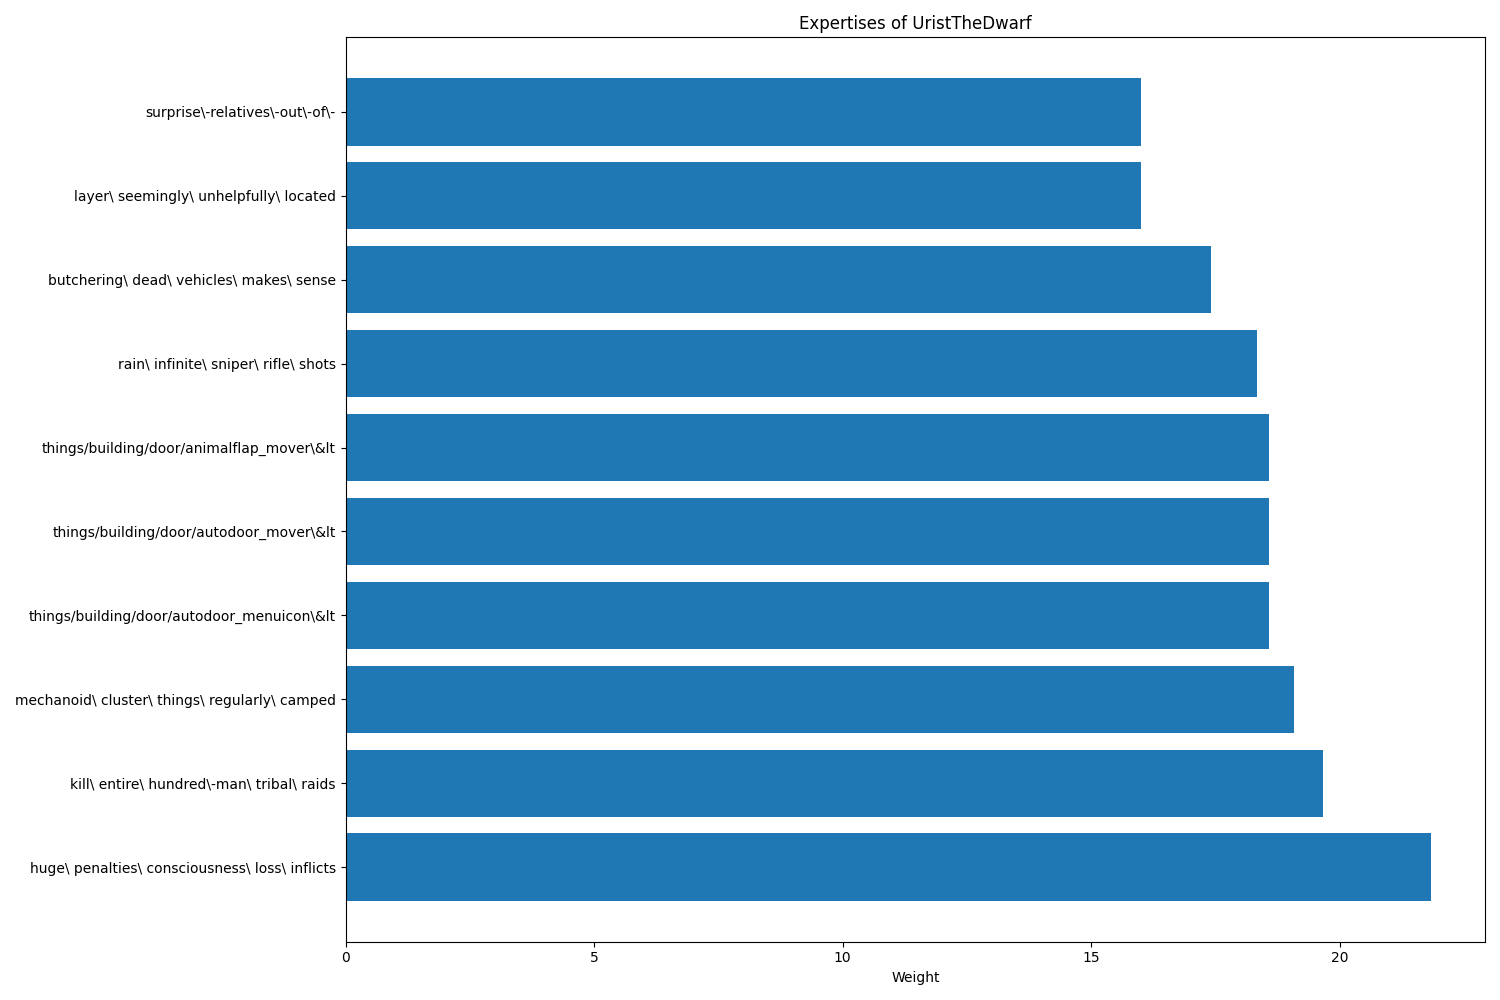 Expertises of UristTheDwarf
surprise\-relatives\-out\-of\-
layer\ seemingly\ unhelpfully\ located
butchering\ dead\ vehicles\ makes\ sense
rain\ infinite\ sniper\ rifle\ shots
things/building/door/animalflap_mover\&lt
things/building/door/autodoor_mover\&lt
things/building/door/autodoor_menuicon\&lt
mechanoid\ cluster\ things\ regularly\ camped
kill\ entire\ hundred\-man\ tribal\ raids
huge\ penalties\ consciousness\ loss\ inflicts
0 5 10 15 20
Weight